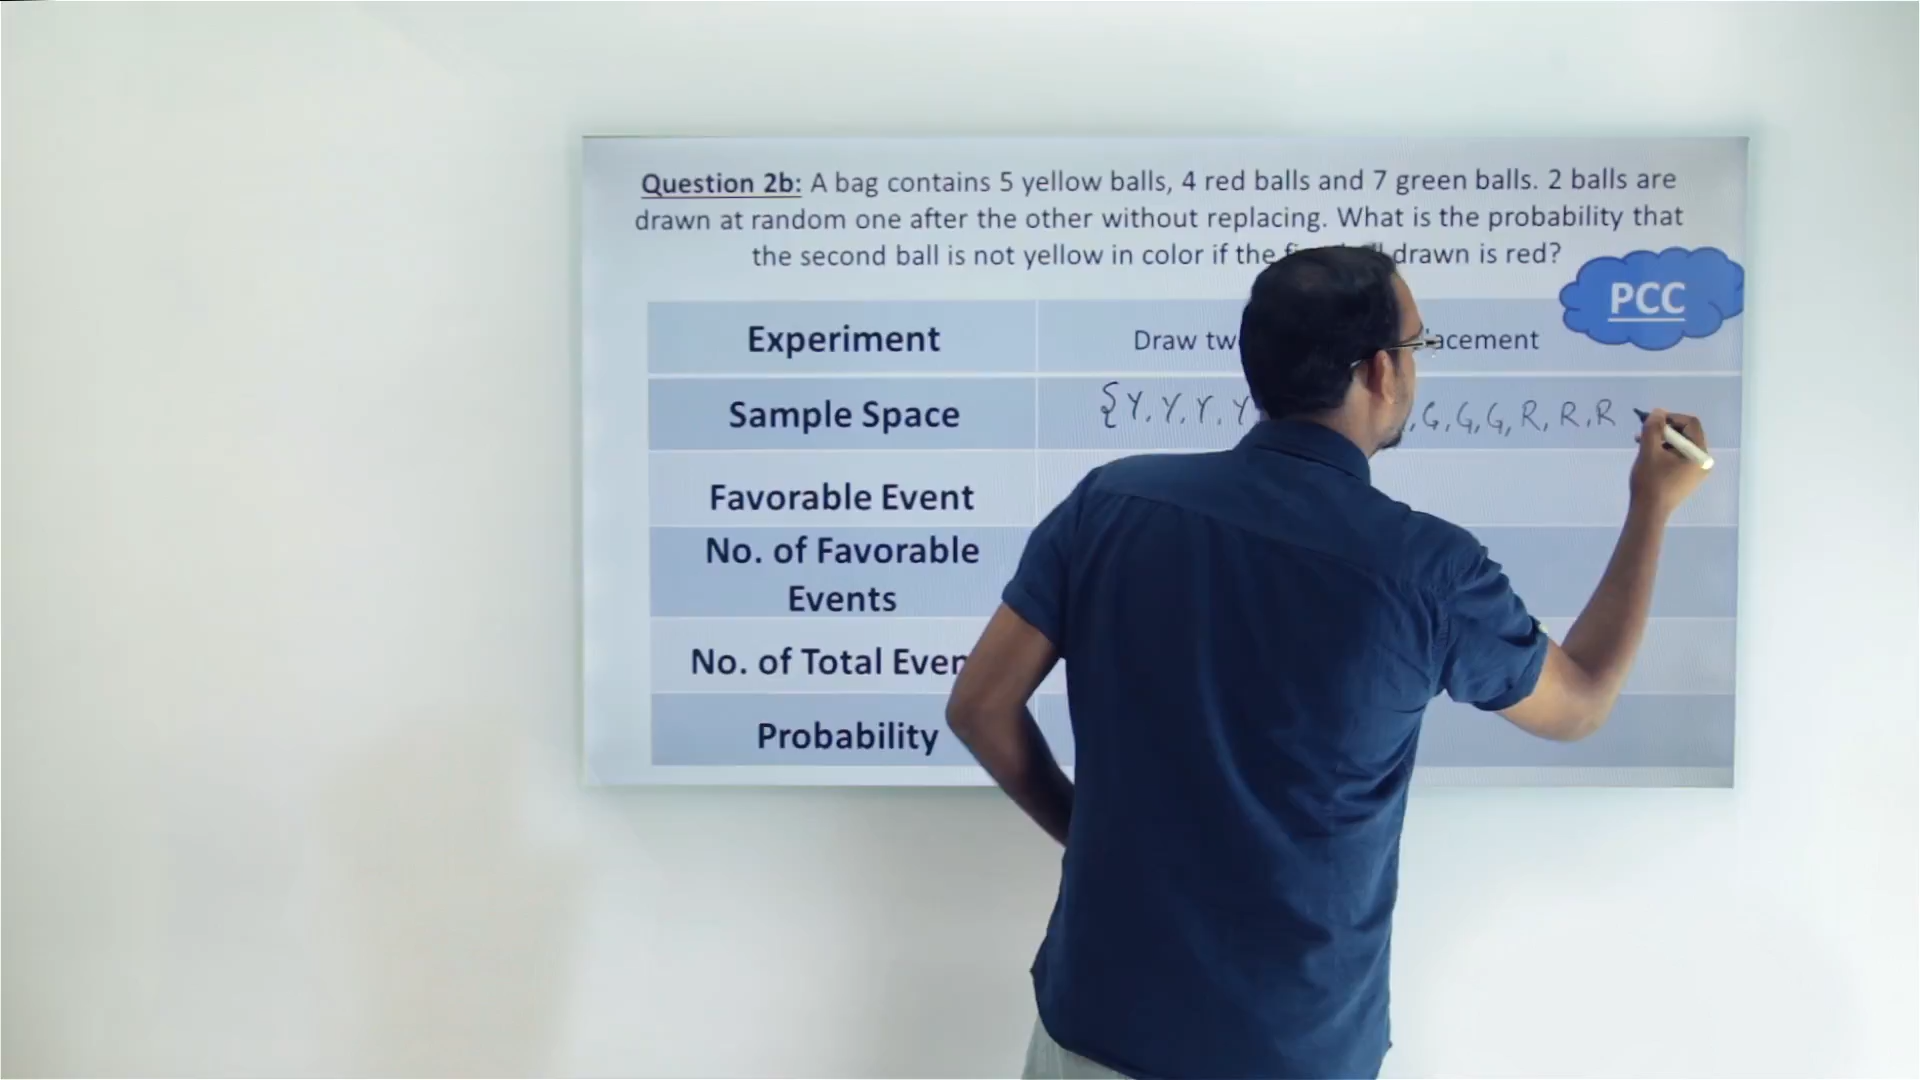 Question 2b: A bag contains 5 yellow balls, 4 red balls and 7 green balls. 2 balls are
drawn at random one after the other without replacing. What is the probability that
the second ball is not yellow in color if the drawn is red?
PCC
Experiment
Draw
Sample Space
{Y, Y, Y, Y , G, G, G, R, R, R
Favorable Event
No. of Favorable
Events
No. of Total
Probability